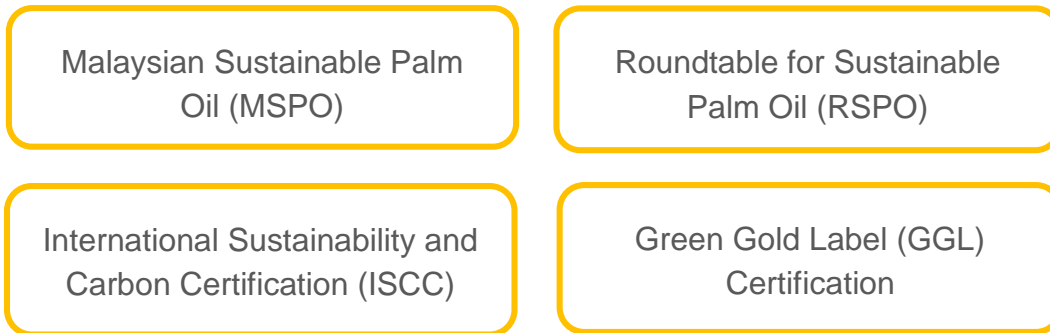 Malaysian Sustainable Palm
Oil (MSPO)
Roundtable for Sustainable
Palm Oil (RSPO)
International Sustainability and
Carbon Certification (ISCC)
Green Gold Label (GGL)
Certification